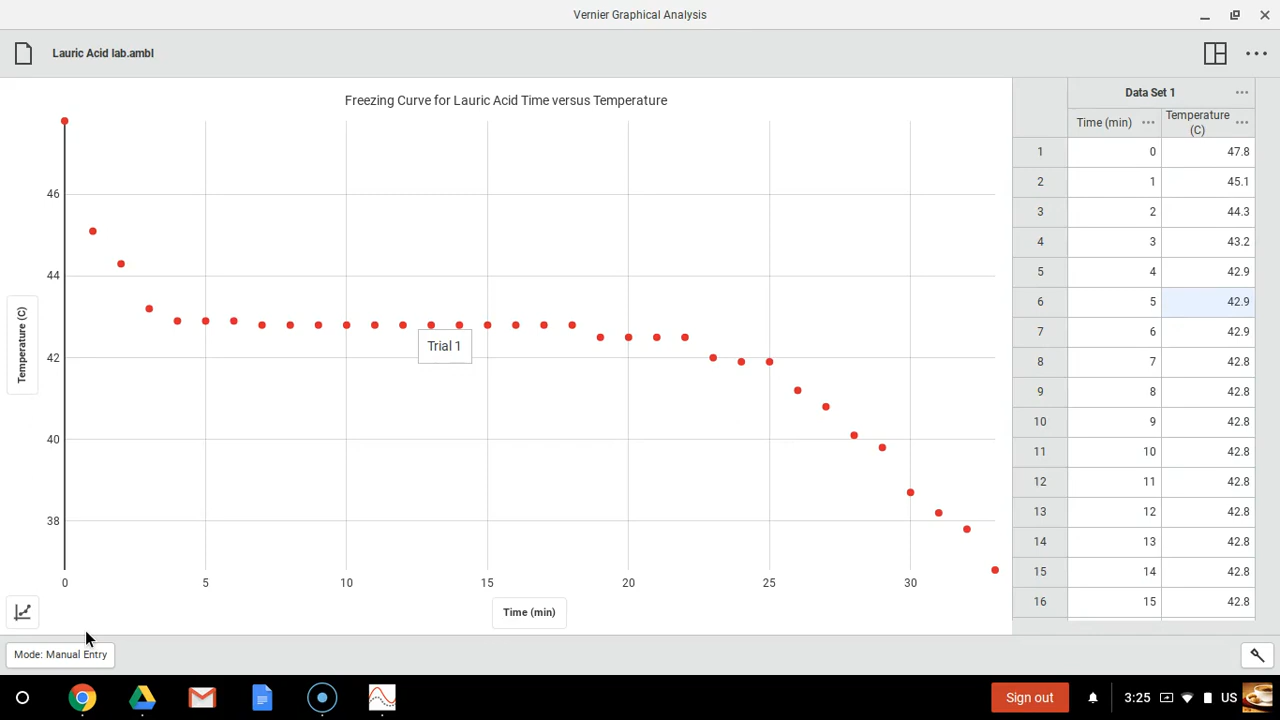 Vernier Graphical Analysis
Lauric Acid lab.ambl
Freezing Curve for Lauric Acid Time versus Temperature
46
44
42
40
38
Temperature (C)
Trial 1
0 5 10 15 20 25 30
Time (min)
Data Set 1
Time (min) Temperature (C)
1 0 47.8
2 1 45.1
3 2 44.3
4 3 43.2
5 4 42.9
6 5 42.9
7 6 42.9
8 7 42.8
9 8 42.8
10 9 42.8
11 10 42.8
12 11 42.8
13 12 42.8
14 13 42.8
15 14 42.8
16 15 42.8
Mode: Manual Entry
Sign out 3:25 US